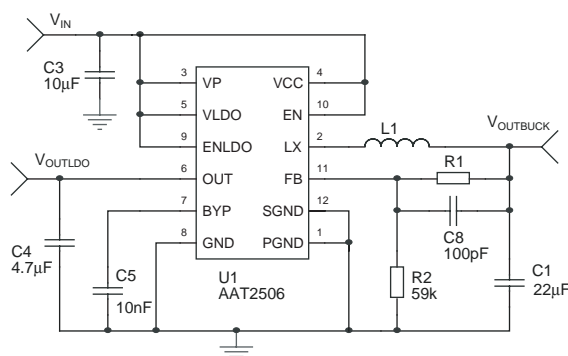 VIN
C3
10µF
3 VP VCC 4
5 VLDO EN 10
9 ENLDO LX 2
L1
VOUTBUCK
VOUTLDO
6 OUT FB 11
R1
7 BYP SGND 12
C8
100pF
8 GND PGND 1
C4
4.7µF
C5
10nF
U1
AAT2506
R2
59k
C1
22µF